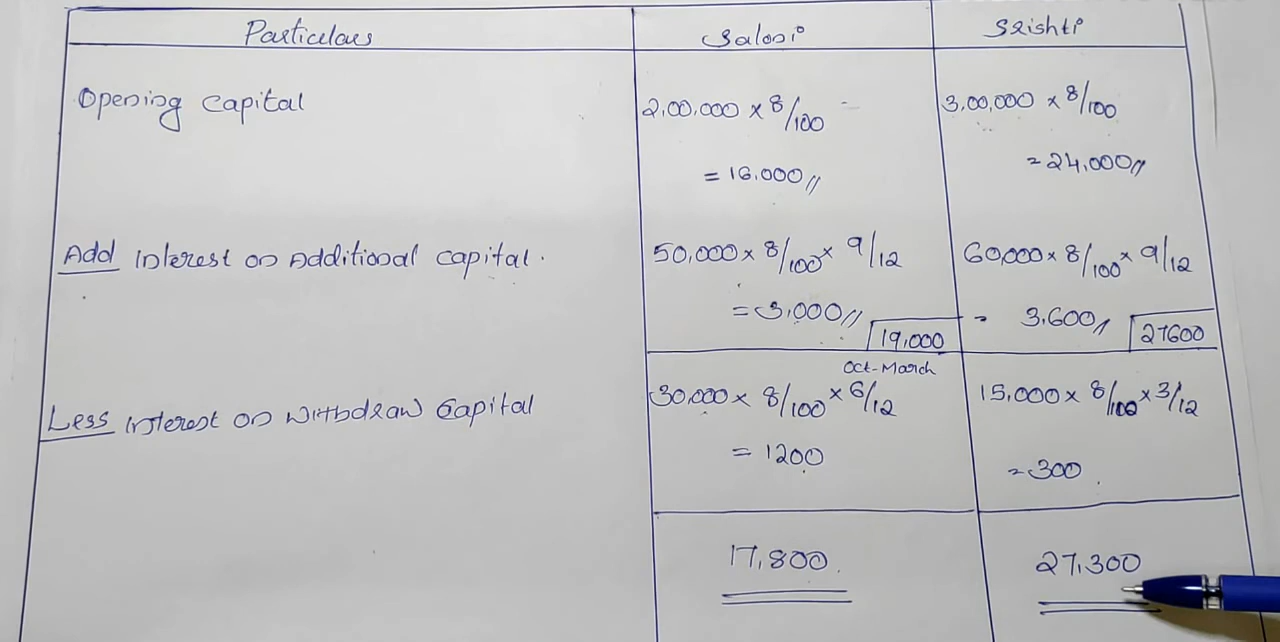 Particulars Saloni Srishti
Opening Capital 2,00,000 × 8/100 3,00,000 × 8/100
= 16,000 // = 24,000 //
Add interest on Additional capital. 50,000 × 8/100 × 9/12 60,000 × 8/100 × 9/12
= 3,000 // 19,000 = 3,600 // 27600
Oct-March
Less interest on withdraw Capital 30,000 × 8/100 × 6/12 15,000 × 8/100 × 3/12
= 1200 = 300
17,800 27,300